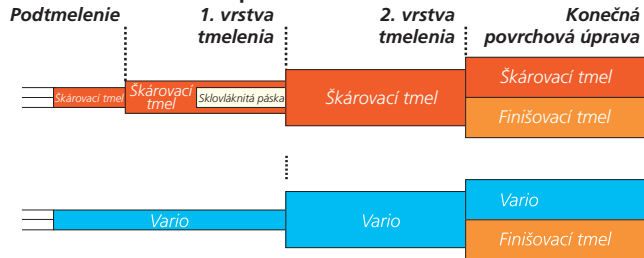 Podtmelenie
1. vrstva
tmelenia
2. vrstva
tmelenia
Konečná
povrchová úprava
Škárovací tmel
Škárovací
tmel
Sklovláknitá páska
Škárovací tmel
Škárovací tmel
Finišovací tmel
Vario
Vario
Vario
Finišovací tmel